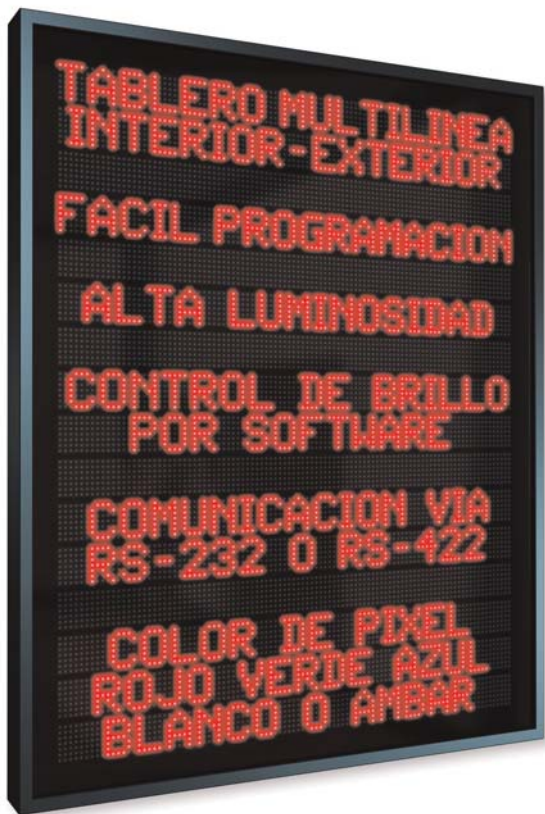 TABLERO MULTILINEA
INTERIOR-EXTERIOR
FACIL PROGRAMACION
ALTA LUMINOSIDAD
CONTROL DE BRILLO
POR SOFTWARE
COMUNICACION VIA
RS-232 O RS-422
COLOR DE PIXEL
ROJO VERDE AZUL
BLANCO O AMBAR